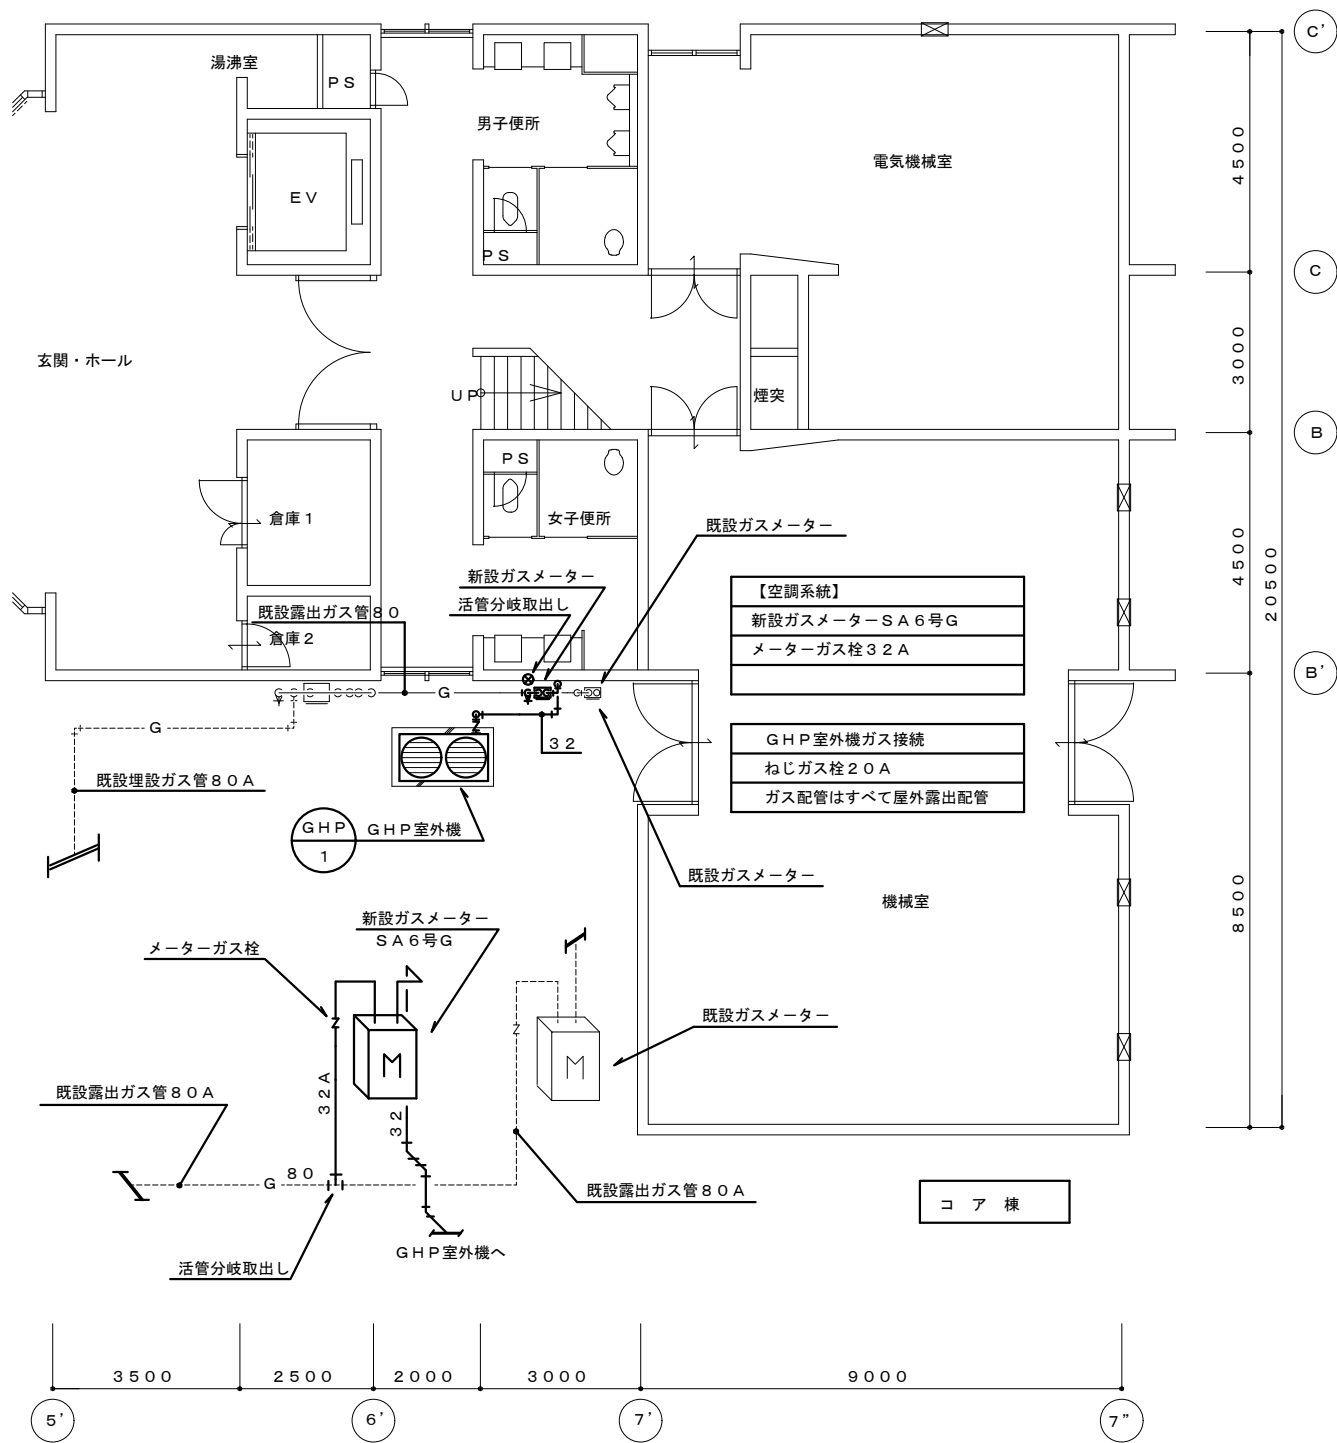 C'
湯沸室
PS
男子便所
4500
電気機械室
EV
PS
C
玄関・ホール
3000
UP
煙突
B
PS
倉庫1
女子便所
既設ガスメーター
4500
20500
新設ガスメーター
活管分岐取出し
既設露出ガス管80
倉庫2
【空調系統】
新設ガスメーターSA6号G
メーターガス栓32A
B'
G
G
32
GHP室外機ガス接続
ねじガス栓20A
ガス配管はすべて屋外露出配管
既設埋設ガス管80A
GHP
1
GHP室外機
既設ガスメーター
機械室
8500
新設ガスメーター
SA6号G
メーターガス栓
既設ガスメーター
M
M
32A
32
既設露出ガス管80A
G
80
既設露出ガス管80A
コア棟
GHP室外機へ
活管分岐取出し
3500
2500
2000
3000
9000
5'
6'
7'
7"